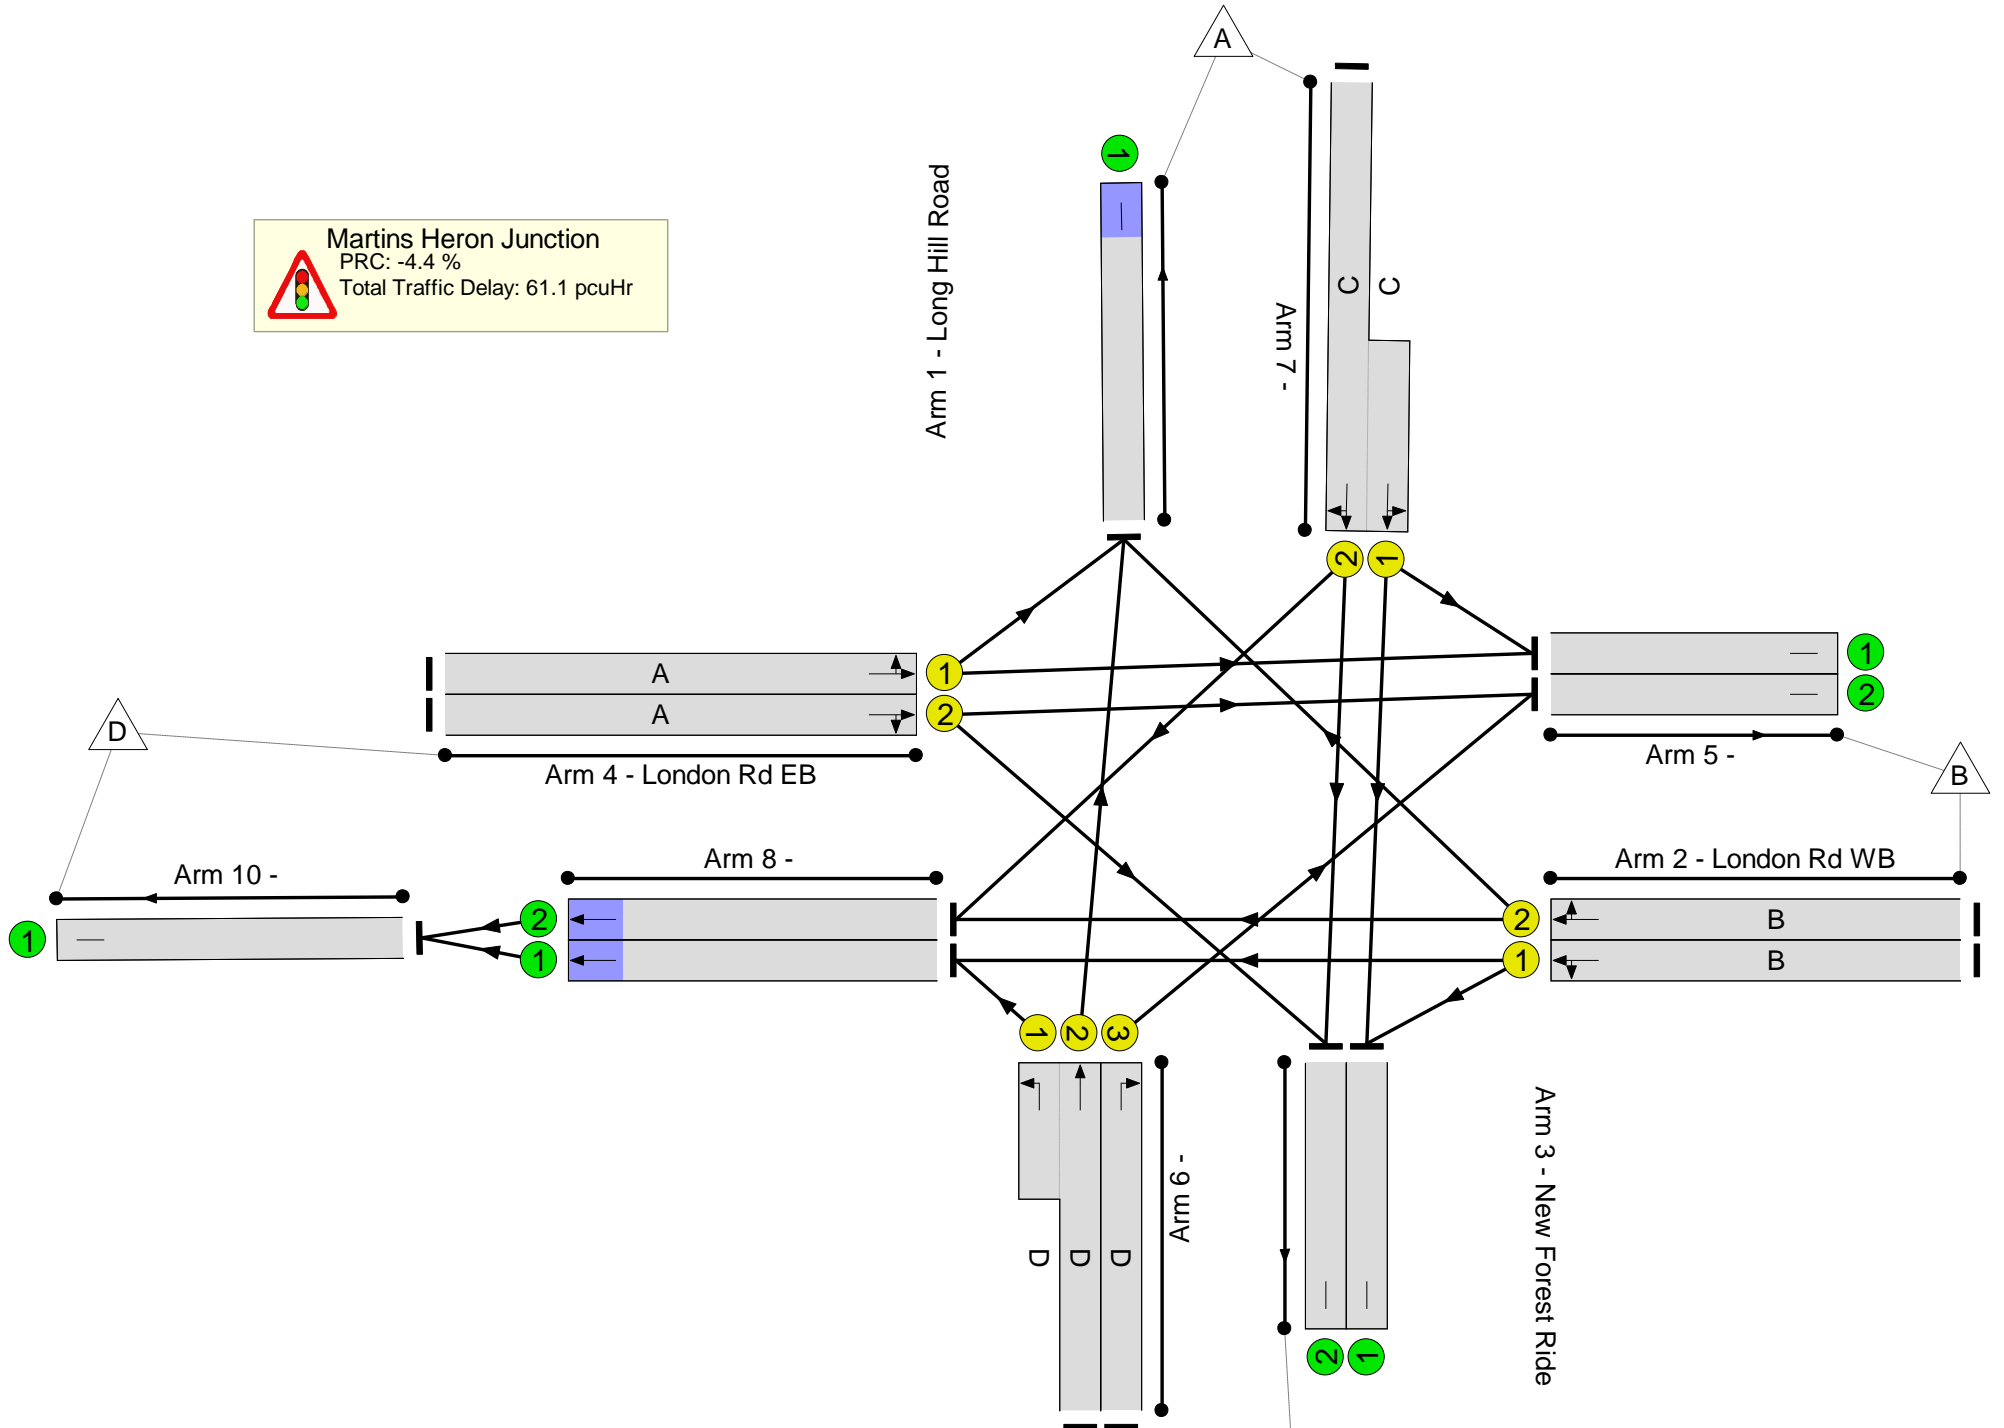 A
1
Martins Heron Junction
PRC: -4.4 %
Total Traffic Delay: 61.1 pcuHr
Arm 1 - Long Hill Road
C
C
Arm 7 -
2
1
A
1
A
2
1
2
D
Arm 4 - London Rd EB
Arm 5 -
B
Arm 10 -
Arm 8 -
Arm 2 - London Rd WB
1
2
1
2
B
1
B
1
2
3
D
D
D
Arm 6 -
Arm 3 - New Forest Ride
2
1